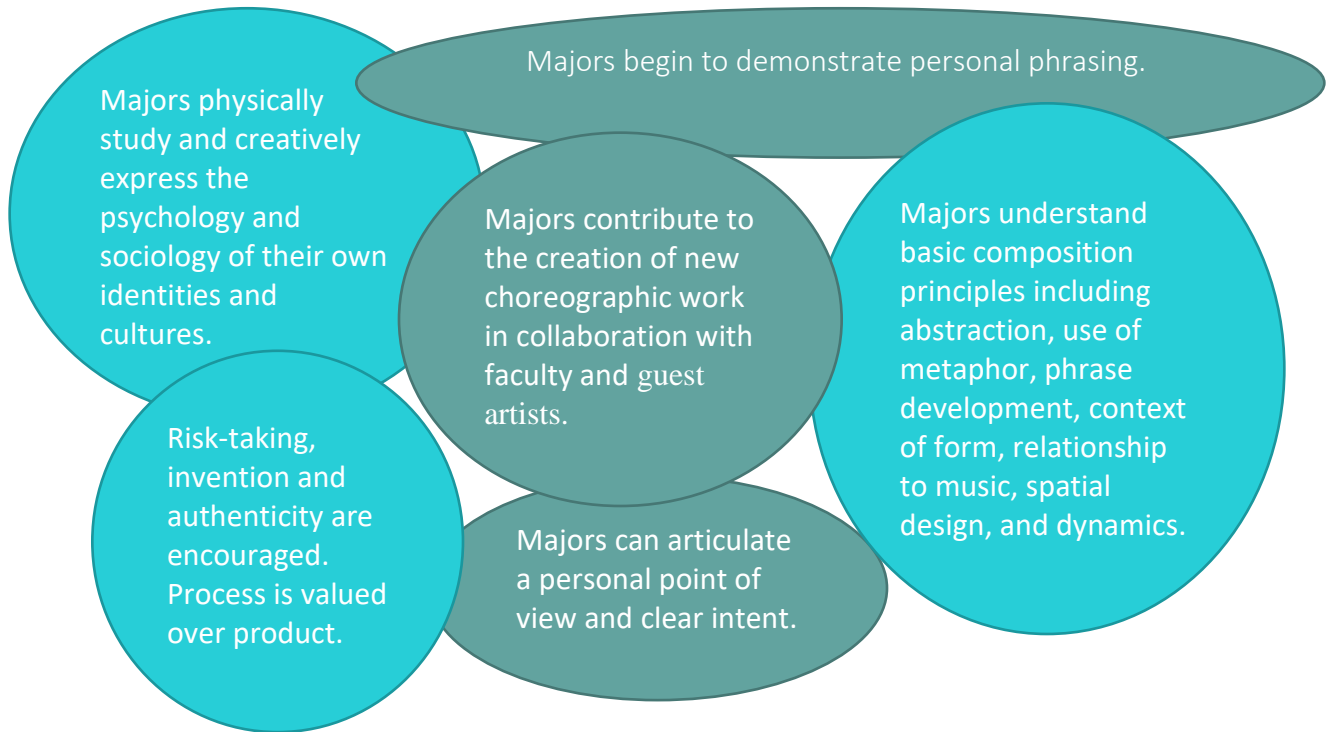 Majors begin to demonstrate personal phrasing.
Majors physically
study and creatively
express the
psychology and
sociology of their own
identities and
cultures.
Majors contribute to
the creation of new
choreographic work
in collaboration with
faculty and guest
artists.
Majors understand
basic composition
principles including
abstraction, use of
metaphor, phrase
development, context
of form, relationship
to music, spatial
design, and dynamics.
Risk-taking,
invention and
authenticity are
encouraged.
Process is valued
over product.
Majors can articulate
a personal point of
view and clear intent.